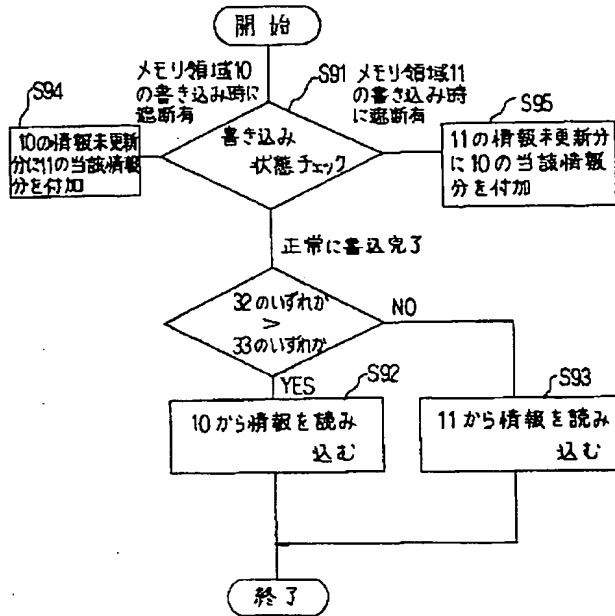 開始
メモリ領域10
の書き込み時に
遮断有
S91
メモリ領域11
の書き込み時
に遮断有
S94
10の情報未更新
分に11の当該情報
分を付加
書き込み
状態チェック
S95
11の情報未更新分
に10の当該情報
分を付加
正常に書込完了
32のいずれか
>
33のいずれか
NO
YES
S92
10から情報を読み
込む
S93
11から情報を読み
込む
終了